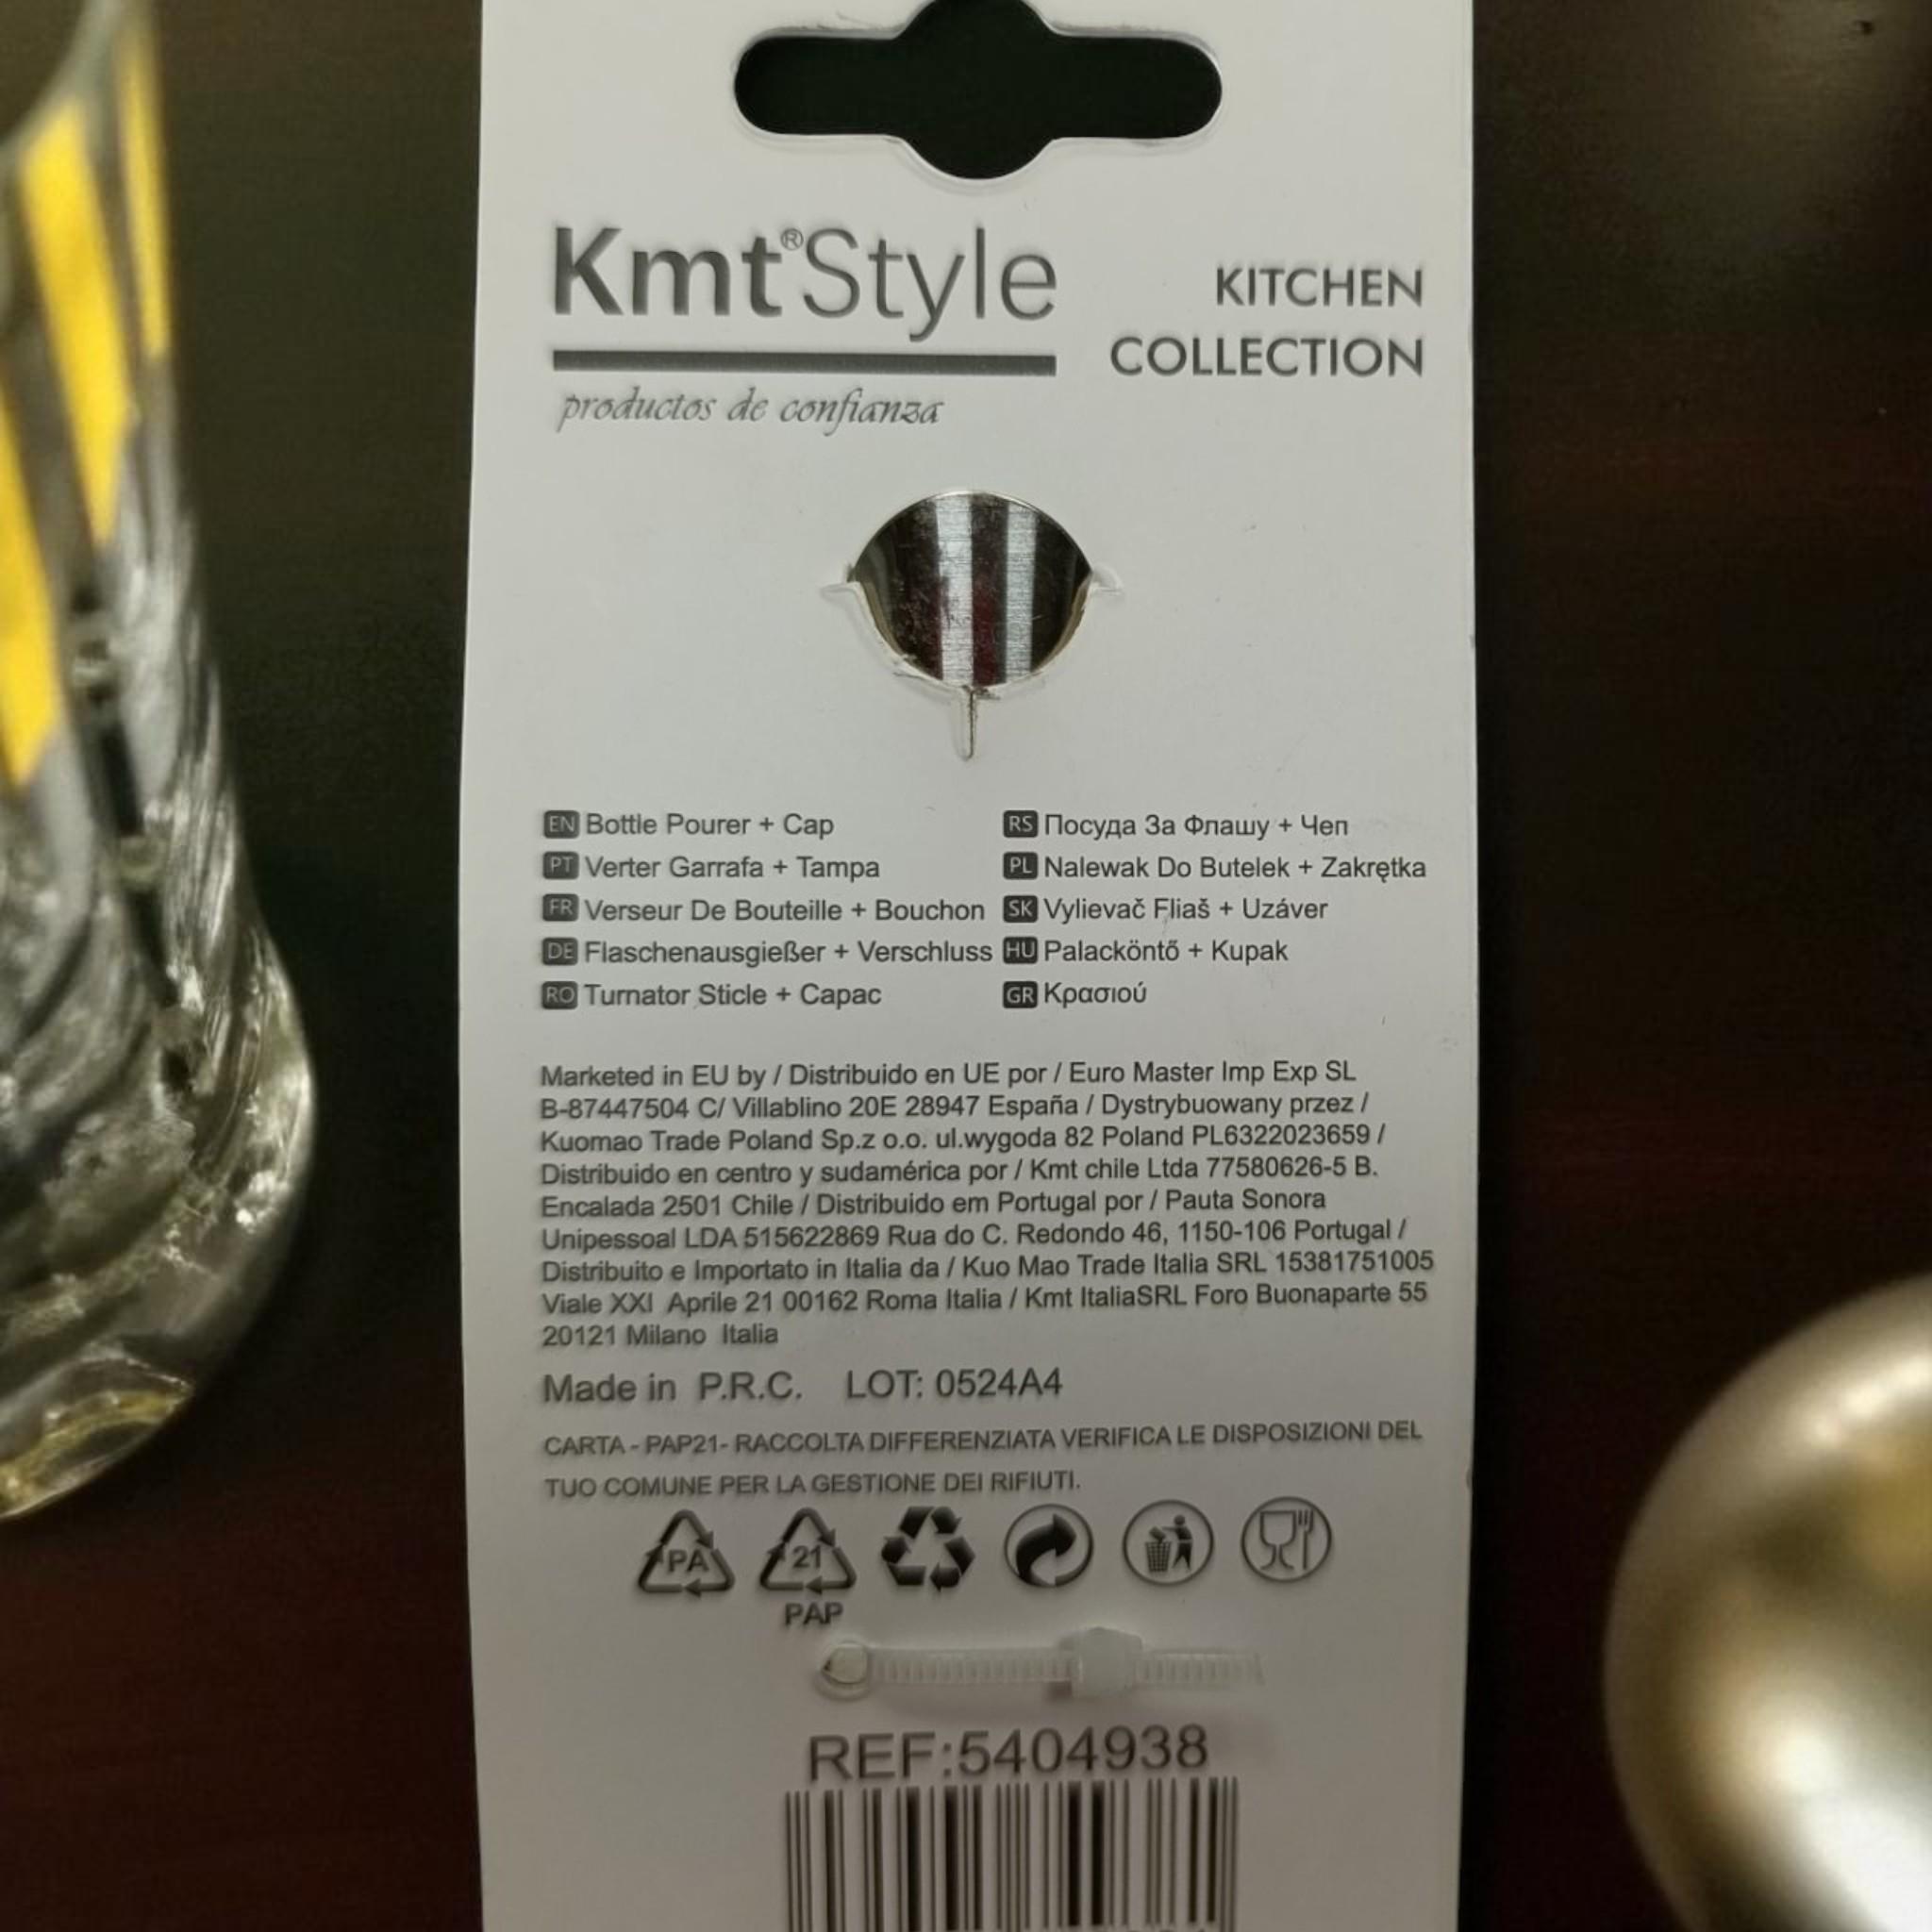 Kmt®Style
KITCHEN
COLLECTION
productos de confianza
EN Bottle Pourer + Cap
PT Verter Garrafa + Tampa
FR Verseur De Bouteille + Bouchon
DE Flaschenausgießer + Verschluss
RO Turnator Sticle + Capac
RS Посуда За Флашу + Чеп
PL Nalewak Do Butelek + Zakrętka
SK Vylievač Fliaš + Uzáver
HU Palacköntő + Kupak
GR Κρασιού
Marketed in EU by / Distribuido en UE por / Euro Master Imp Exp SL
B-87447504 C/ Villablino 20E 28947 España / Dystrybuowany przez /
Kuomao Trade Poland Sp.z o.o. ul.wygoda 82 Poland PL6322023659 /
Distribuido en centro y sudamérica por / Kmt chile Ltda 77580626-5 B.
Encalada 2501 Chile / Distribuido em Portugal por / Pauta Sonora
Unipessoal LDA 515622869 Rua do C. Redondo 46, 1150-106 Portugal /
Distribuito e Importato in Italia da / Kuo Mao Trade Italia SRL 15381751005
Viale XXI Aprile 21 00162 Roma Italia / Kmt ItaliaSRL Foro Buonaparte 55
20121 Milano Italia
Made in P.R.C. LOT: 0524A4
CARTA - PAP21- RACCOLTA DIFFERENZIATA VERIFICA LE DISPOSIZIONI DEL
TUO COMUNE PER LA GESTIONE DEI RIFIUTI.
PA
21
PAP
REF:5404938